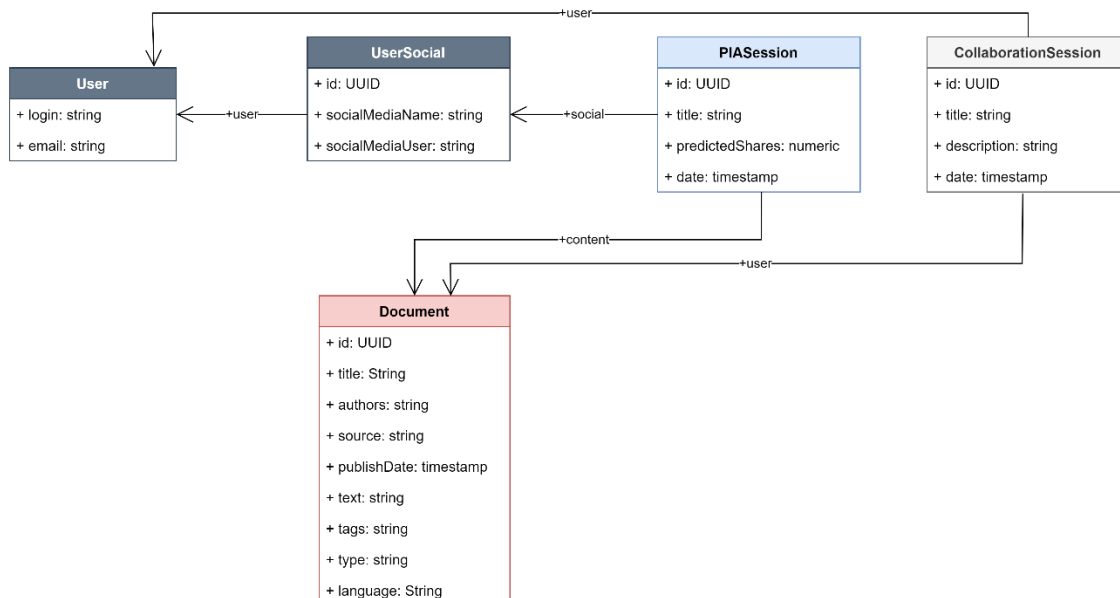 +user
UserSocial
PIASession
CollaborationSession
User
+ id: UUID
+ id: UUID
+ id: UUID
+ login: string
+user
+ socialMediaName: string
+social
+ title: string
+ title: string
+ email: string
+ socialMediaUser: string
+ predictedShares: numeric
+ description: string
+ date: timestamp
+ date: timestamp
+content
+user
Document
+ id: UUID
+ title: String
+ authors: string
+ source: string
+ publishDate: timestamp
+ text: string
+ tags: string
+ type: string
+ language: String